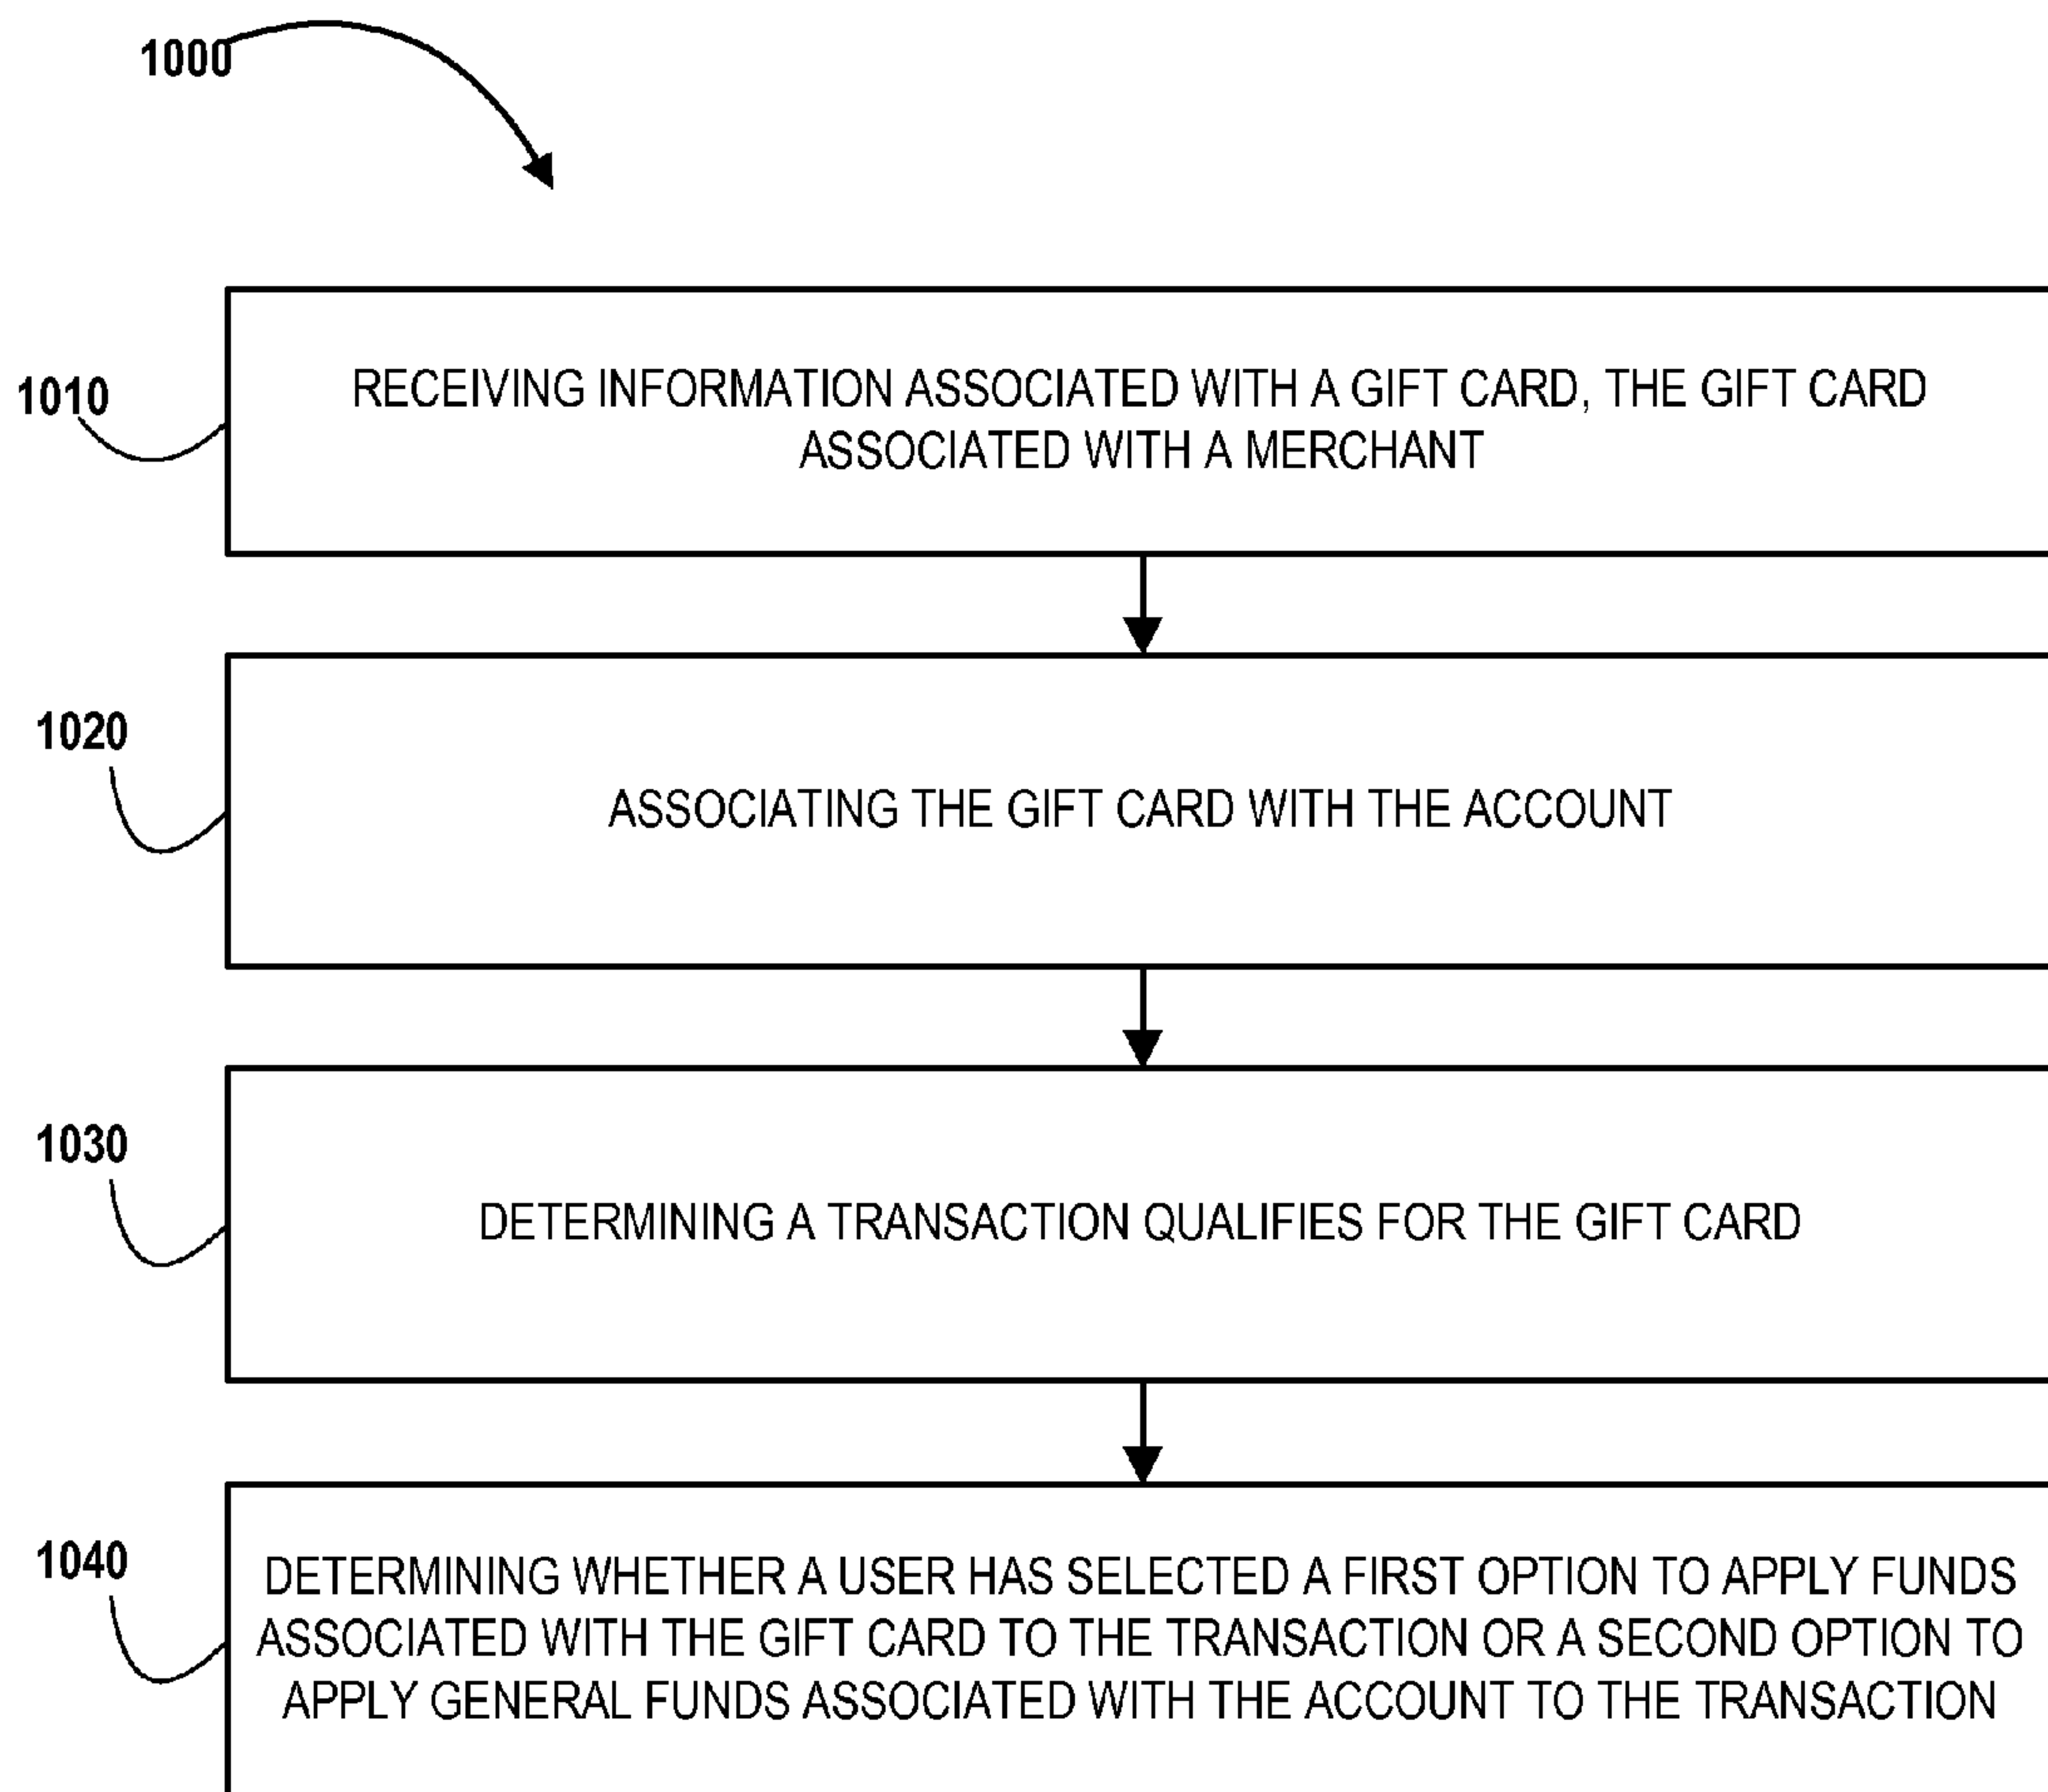 1000
1010
RECEIVING INFORMATION ASSOCIATED WITH A GIFT CARD, THE GIFT CARD
ASSOCIATED WITH A MERCHANT
1020
ASSOCIATING THE GIFT CARD WITH THE ACCOUNT
1030
DETERMINING A TRANSACTION QUALIFIES FOR THE GIFT CARD
1040
DETERMINING WHETHER A USER HAS SELECTED A FIRST OPTION TO APPLY FUNDS
ASSOCIATED WITH THE GIFT CARD TO THE TRANSACTION OR A SECOND OPTION TO
APPLY GENERAL FUNDS ASSOCIATED WITH THE ACCOUNT TO THE TRANSACTION